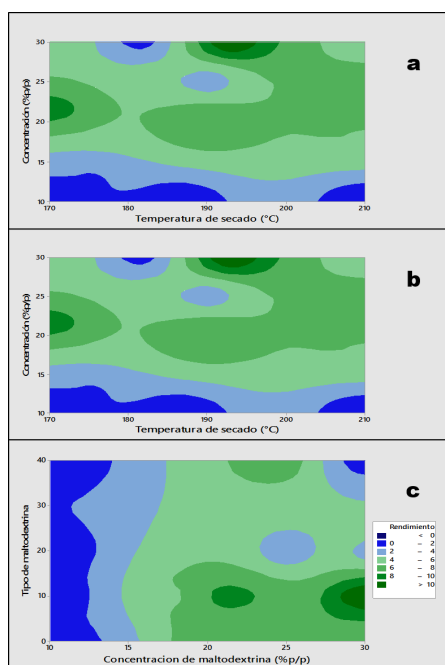 a
30
25
20
15
10
Concentración (%p/p)
170 180 190 200 210
Temperatura de secado (°C)
b
30
25
20
15
10
Concentración (%p/p)
170 180 190 200 210
Temperatura de secado (°C)
c
40
30
20
10
0
Tipo de maltodextrina
10 15 20 25 30
Concentracion de maltodextrina (%p/p)
Rendimiento
< 0
0 – 2
2 – 4
4 – 6
6 – 8
8 – 10
> 10